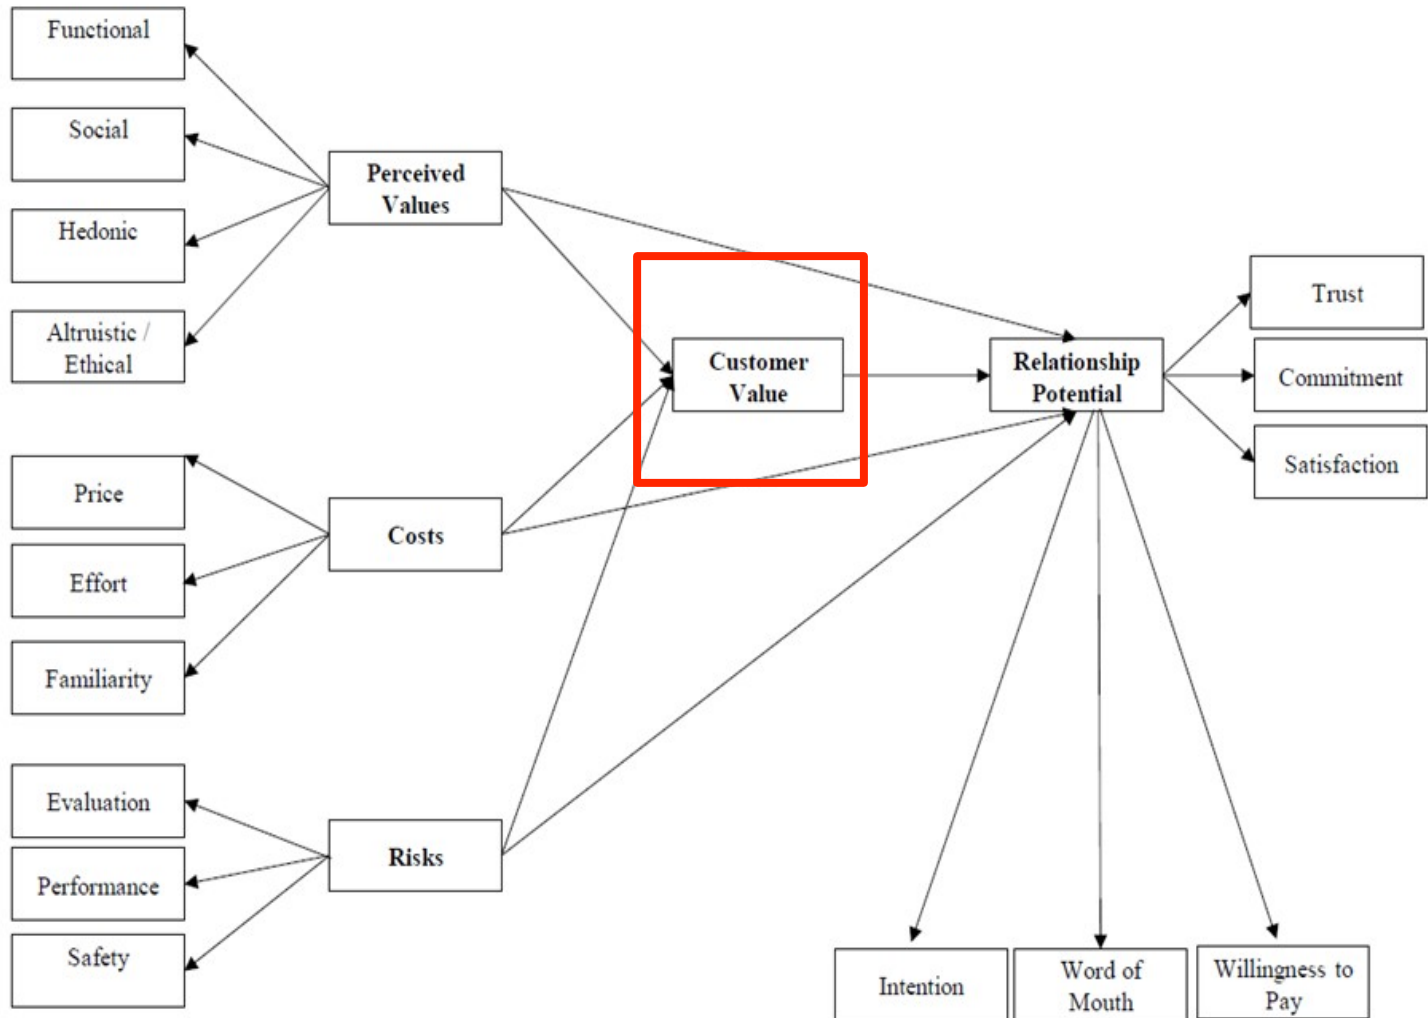 Functional
Social
Hedonic
Altruistic /
Ethical
Perceived
Values
Price
Effort
Familiarity
Costs
Evaluation
Performance
Safety
Risks
Customer
Value
Relationship
Potential
Trust
Commitment
Satisfaction
Intention
Word of
Mouth
Willingness to
Pay